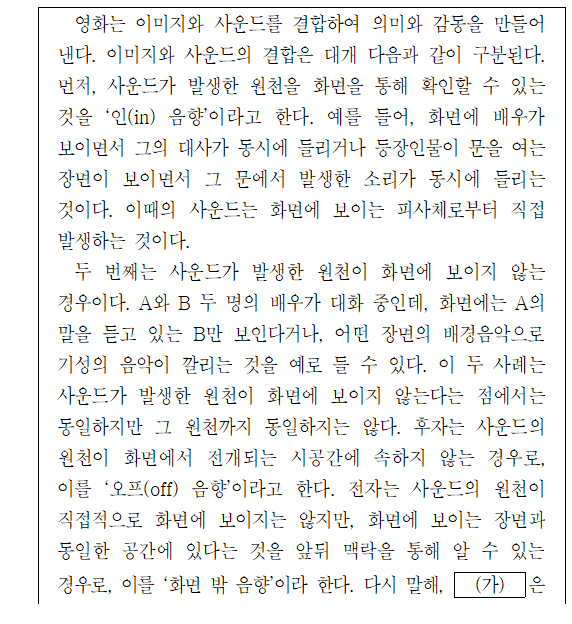 영화는 이미지와 사운드를 결합하여 의미와 감동을 만들어
낸다. 이미지와 사운드의 결합은 대개 다음과 같이 구분된다.
먼저, 사운드가 발생한 원천을 화면을 통해 확인할 수 있는
것을 ‘인(in) 음향’이라고 한다. 예를 들어, 화면에 배우가
보이면서 그의 대사가 동시에 들리거나 등장인물이 문을 여는
장면이 보이면서 그 문에서 발생한 소리가 동시에 들리는
것이다. 이때의 사운드는 화면에 보이는 피사체로부터 직접
발생하는 것이다.
두 번째는 사운드가 발생한 원천이 화면에 보이지 않는
경우이다. A와 B 두 명의 배우가 대화 중인데, 화면에는 A의
말을 듣고 있는 B만 보인다거나, 어떤 장면의 배경음악으로
기성의 음악이 깔리는 것을 예로 들 수 있다. 이 두 사례는
사운드가 발생한 원천이 화면에 보이지 않는다는 점에서는
동일하지만 그 원천까지 동일하지는 않다. 후자는 사운드의
원천이 화면에서 전개되는 시공간에 속하지 않는 경우로,
이를 ‘오프(off) 음향’이라고 한다. 전자는 사운드의 원천이
직접적으로 화면에 보이지는 않지만, 화면에 보이는 장면과
동일한 공간에 있다는 것을 앞뒤 맥락을 통해 알 수 있는
경우로, 이를 ‘화면 밖 음향’이라 한다. 다시 말해, (가) 은